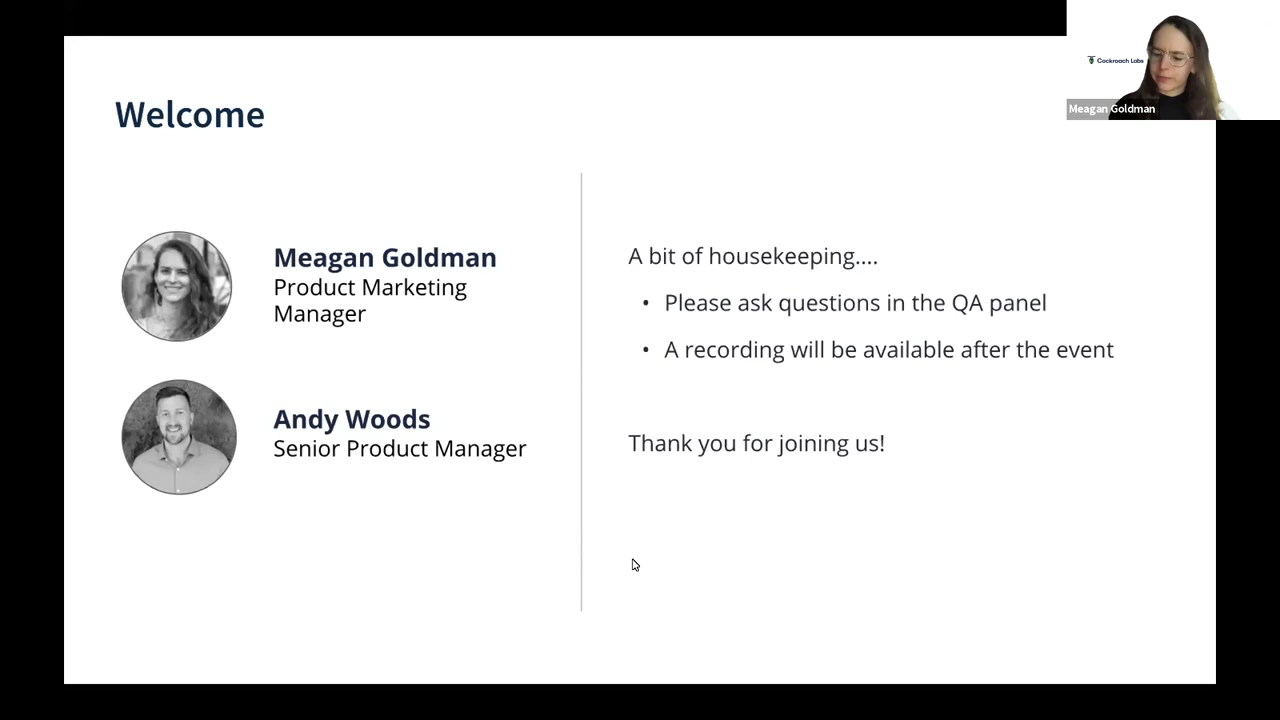 Welcome
Cockroach Labs
Meagan Goldman
Meagan Goldman
Product Marketing
Manager
Andy Woods
Senior Product Manager
A bit of housekeeping....
• Please ask questions in the QA panel
• A recording will be available after the event
Thank you for joining us!